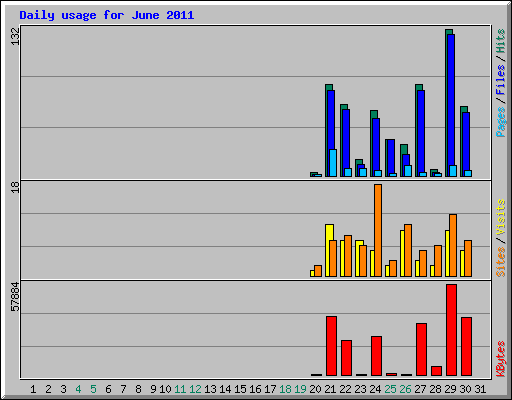 Daily usage for June 2011
132
Pages / Files / Hits
18
Sites / Visits
57884
KBytes
1 2 3 4 5 6 7 8 9 10 11 12 13 14 15 16 17 18 19 20 21 22 23 24 25 26 27 28 29 30 31